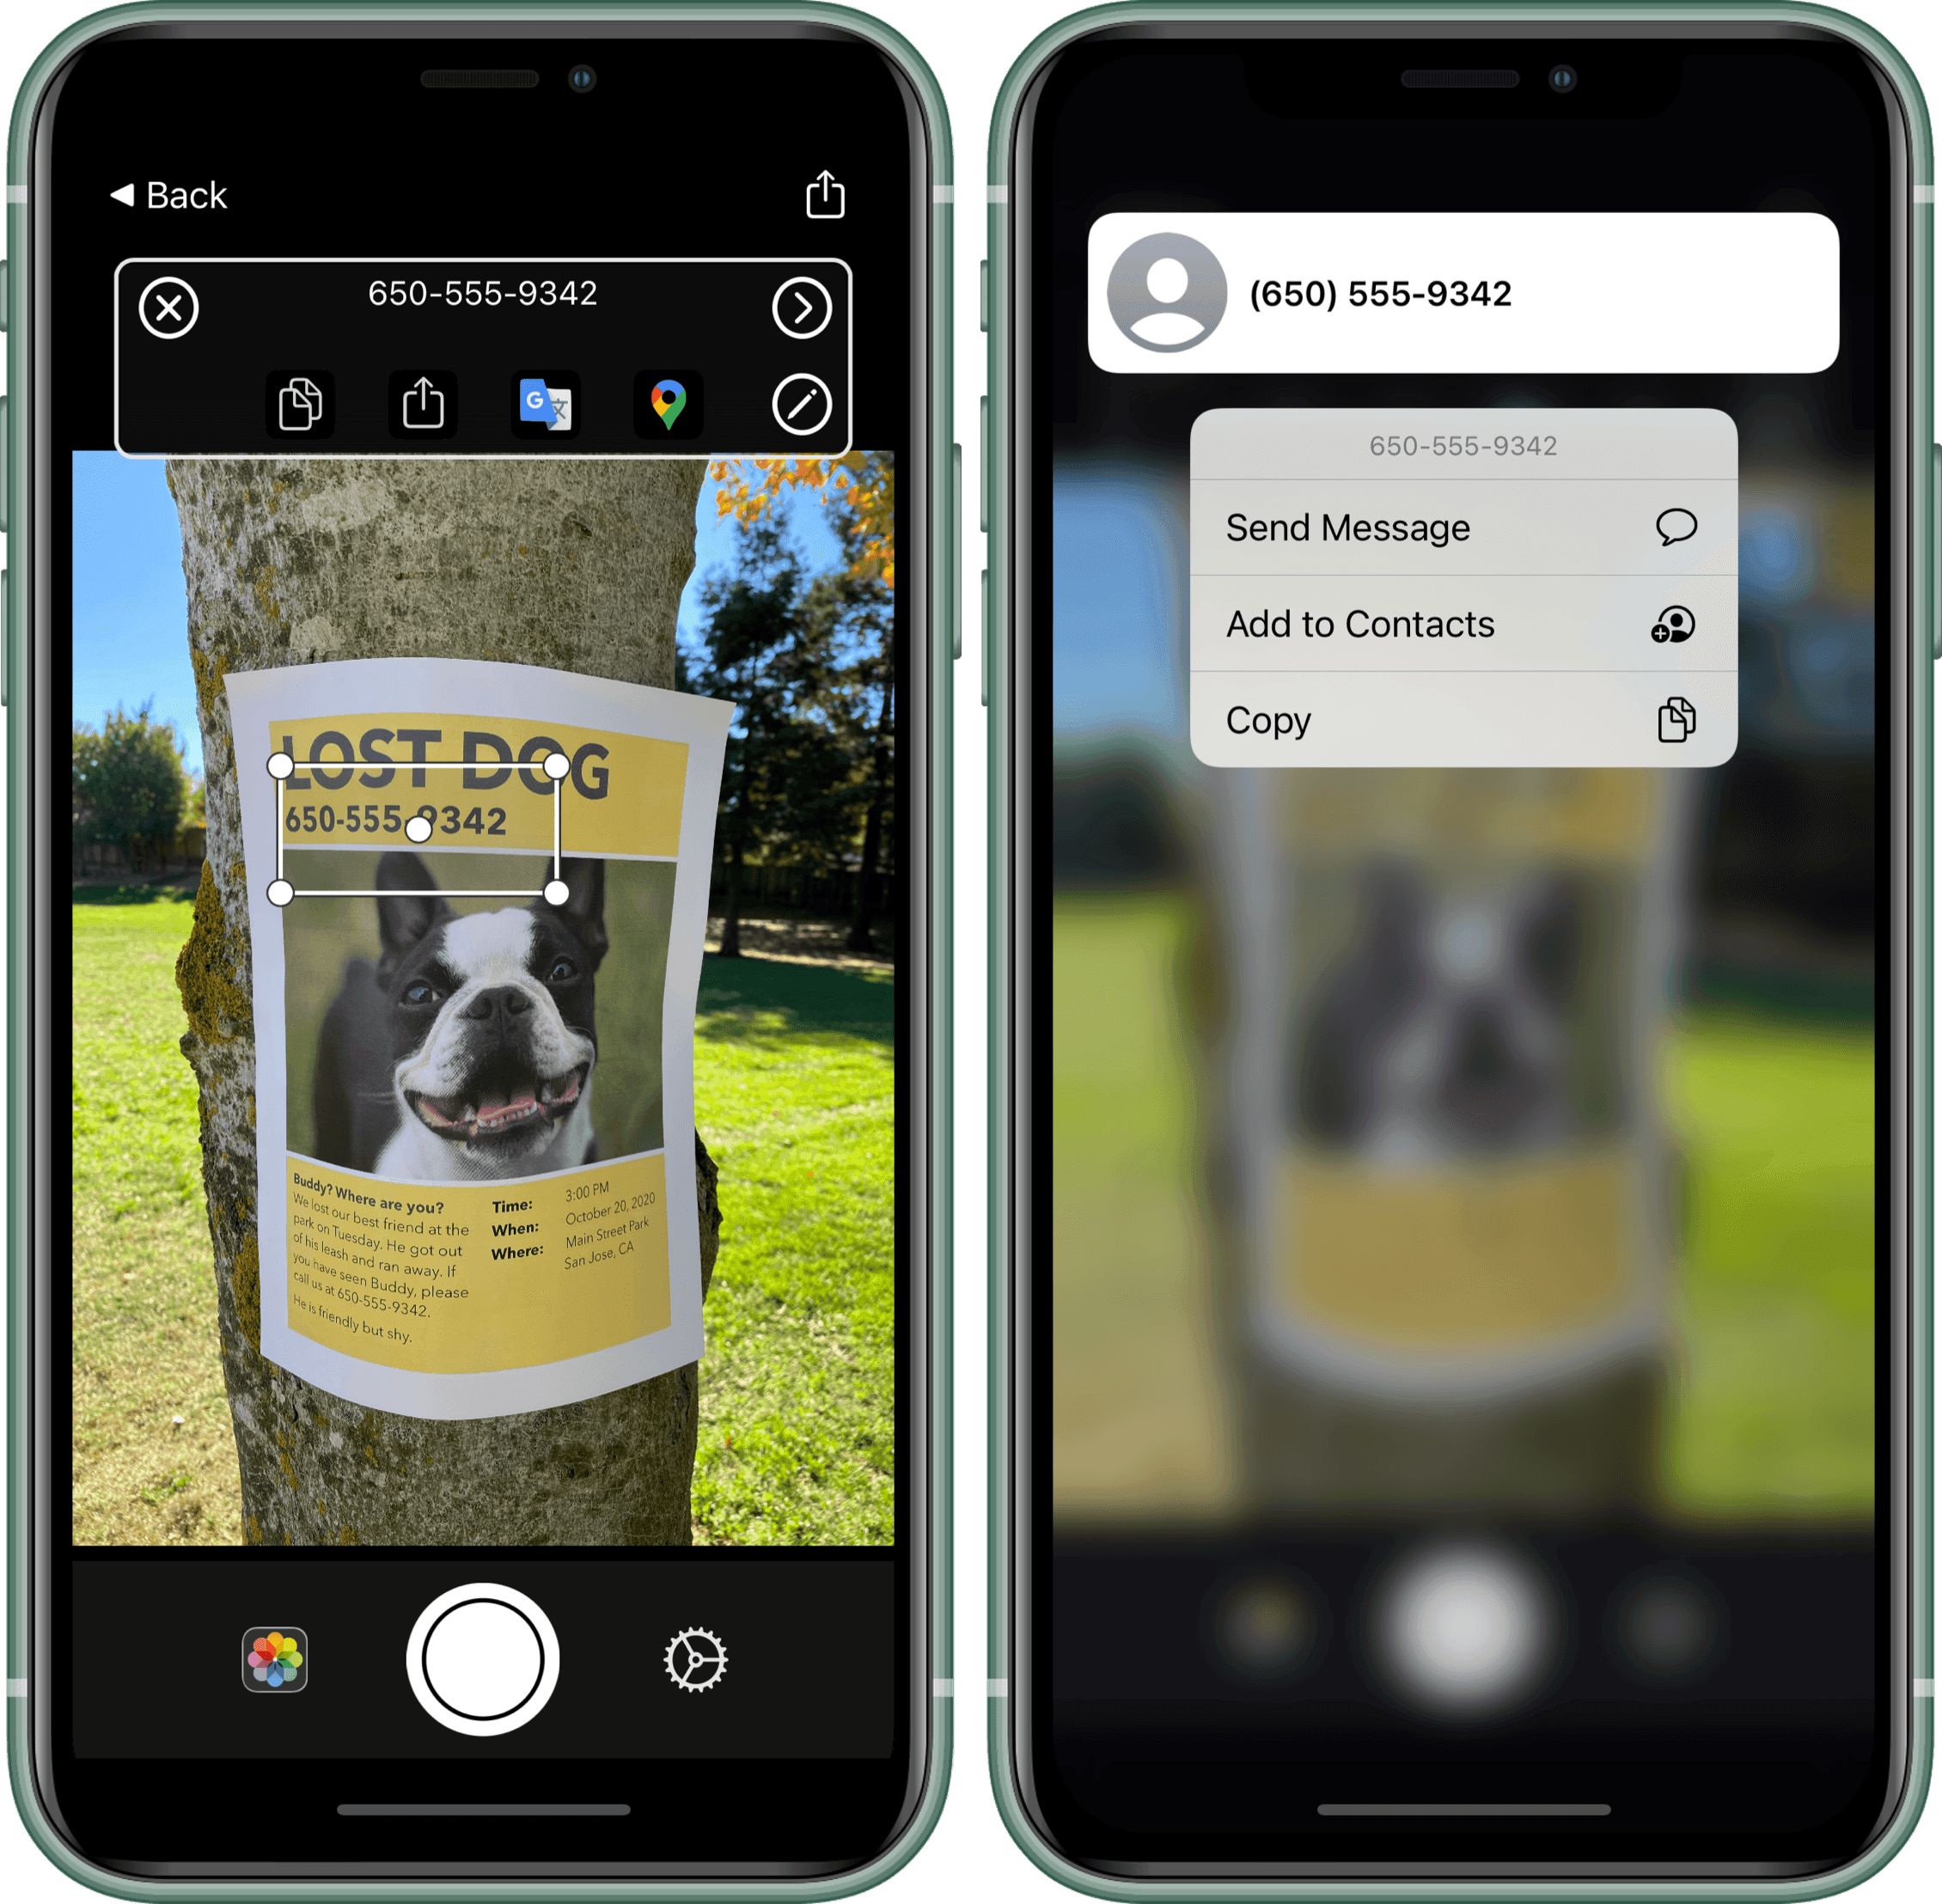 Back
650-555-9342
LOST DOG
650-555-9342
Buddy? Where are you?
We lost our best friend at the
park on Tuesday. He got out
of his leash and ran away. If
you have seen Buddy, please
call us at 650-555-9342.
He is friendly but shy.
Time: 3:00 PM
When: October 20, 2020
Where: Main Street Park
San Jose, CA
(650) 555-9342
650-555-9342
Send Message
Add to Contacts
Copy